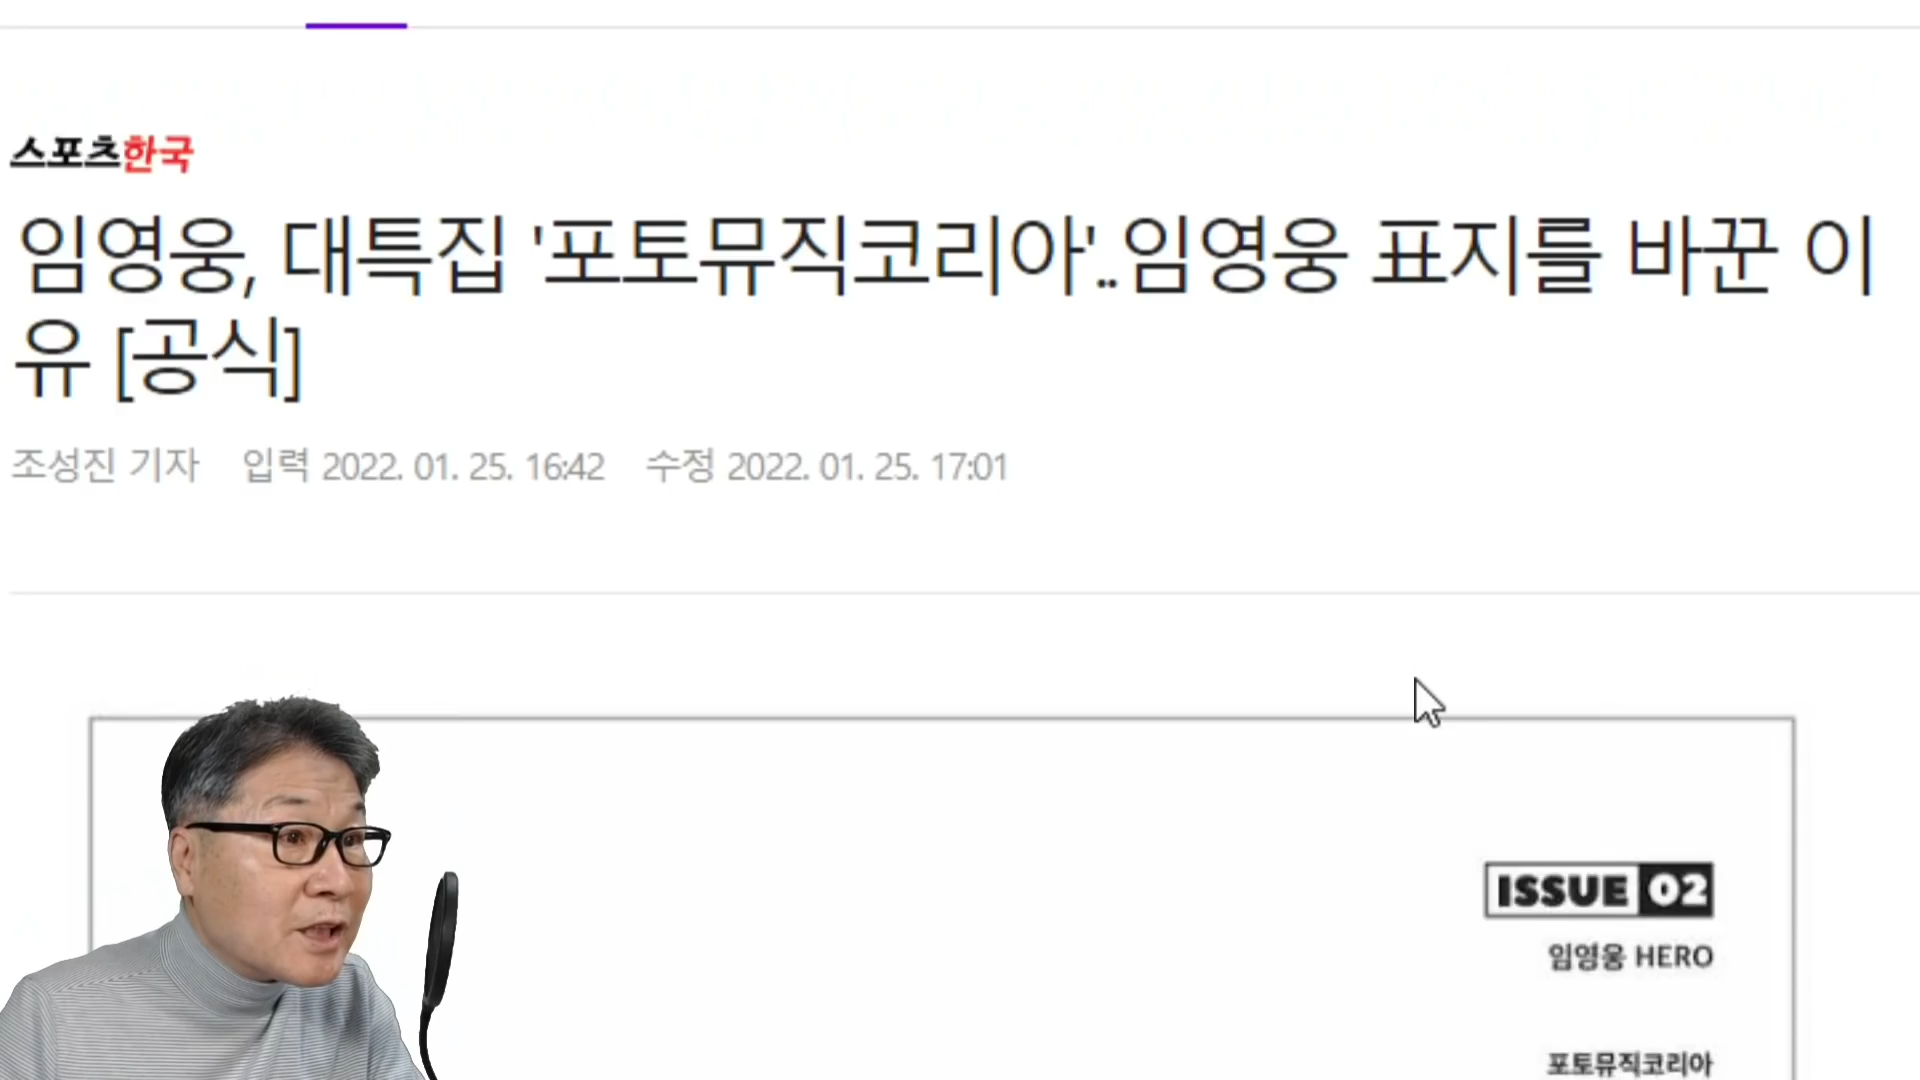 스포츠한국
임영웅, 대특집 '포토뮤직코리아'..임영웅 표지를 바꾼 이
유 [공식]
조성진 기자 입력 2022. 01. 25. 16:42 수정 2022. 01. 25. 17:01
ISSUE 02
임영웅 HERO
포토뮤직코리아